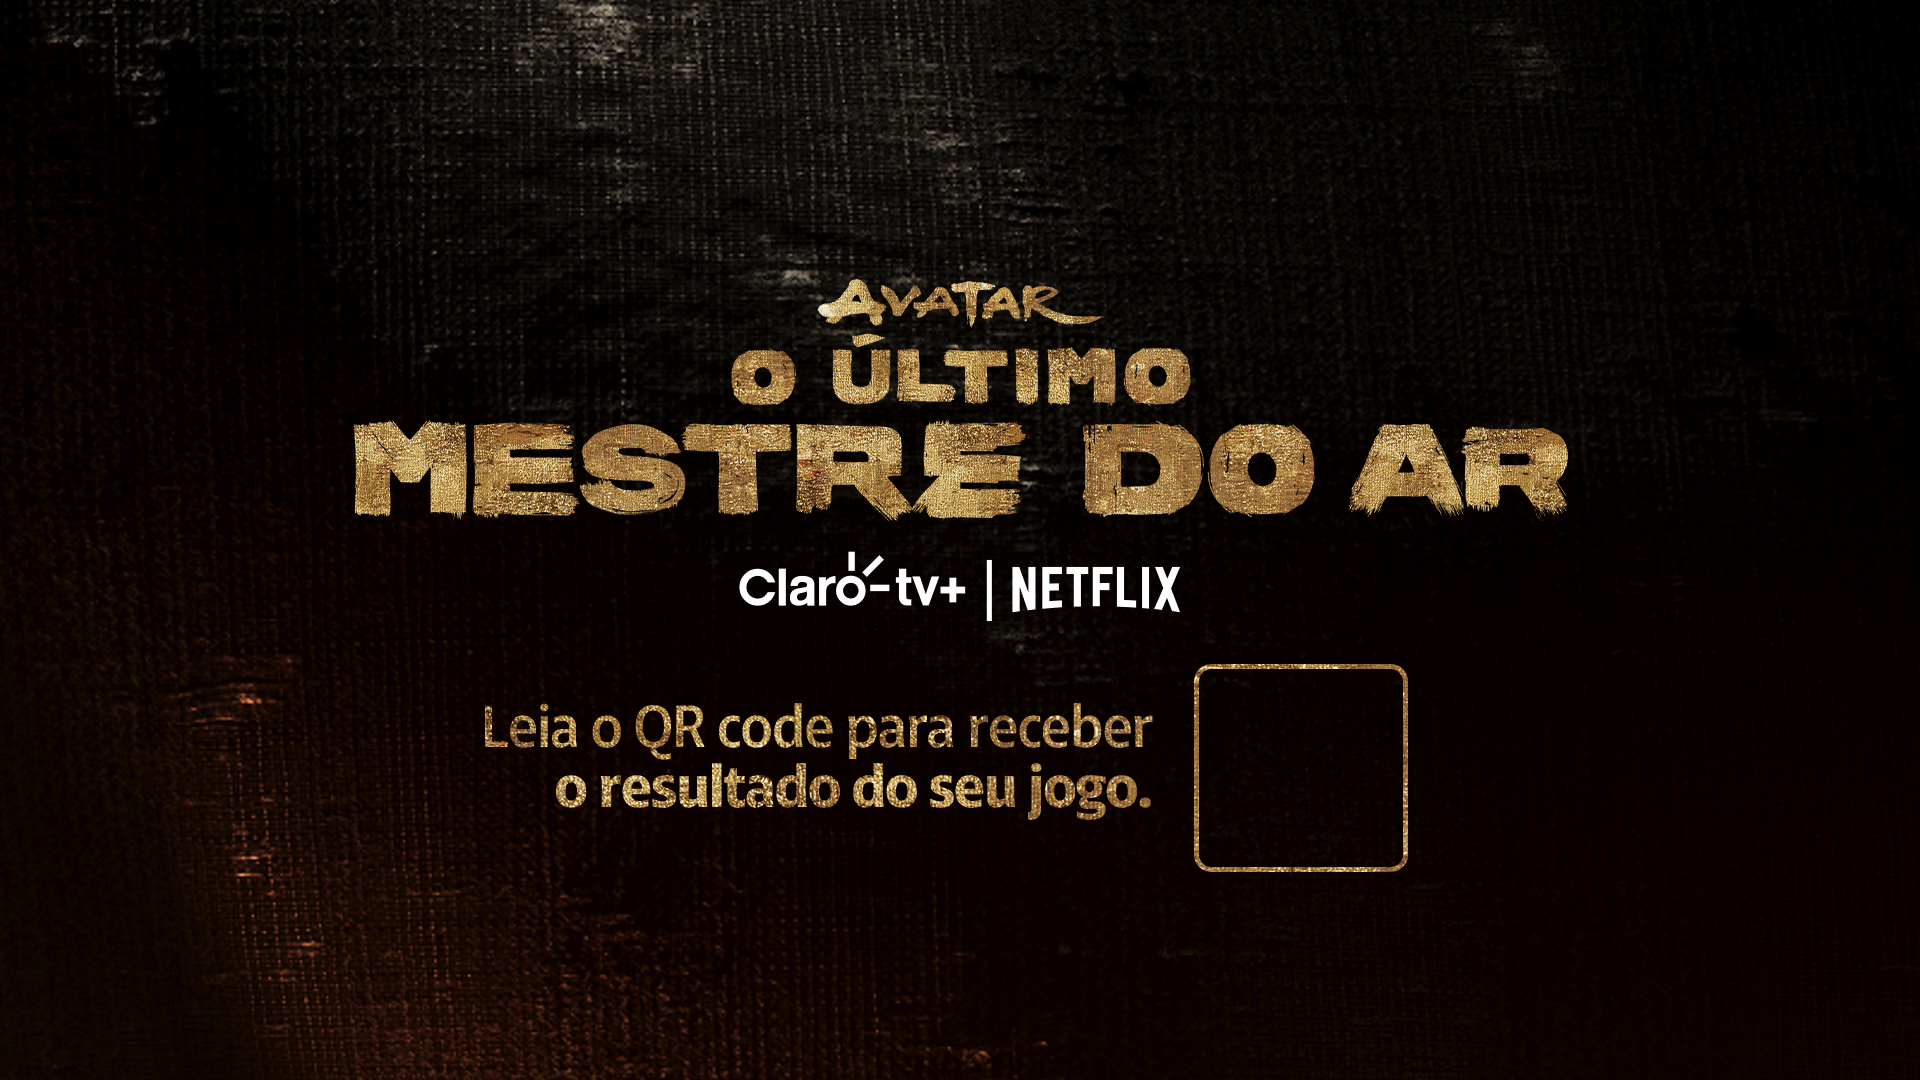 AVATAR
O ÚLTIMO
MESTRE DO AR
Claro-tv+ | NETFLIX
Leia o QR code para receber
o resultado do seu jogo.